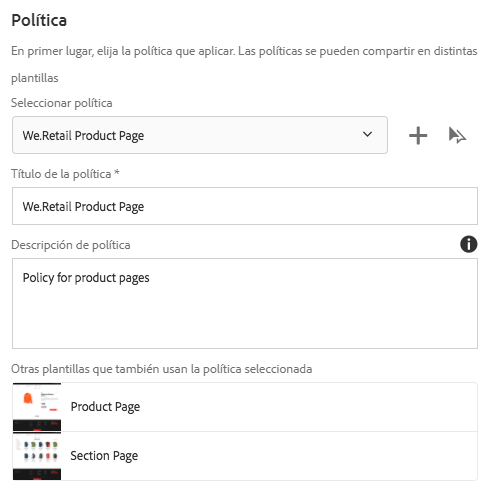 Política
En primer lugar, elija la política que aplicar. Las políticas se pueden compartir en distintas
plantillas
Seleccionar política
We.Retail Product Page
Título de la política *
We.Retail Product Page
Descripción de política
Policy for product pages
Otras plantillas que también usan la política seleccionada
Product Page
Section Page